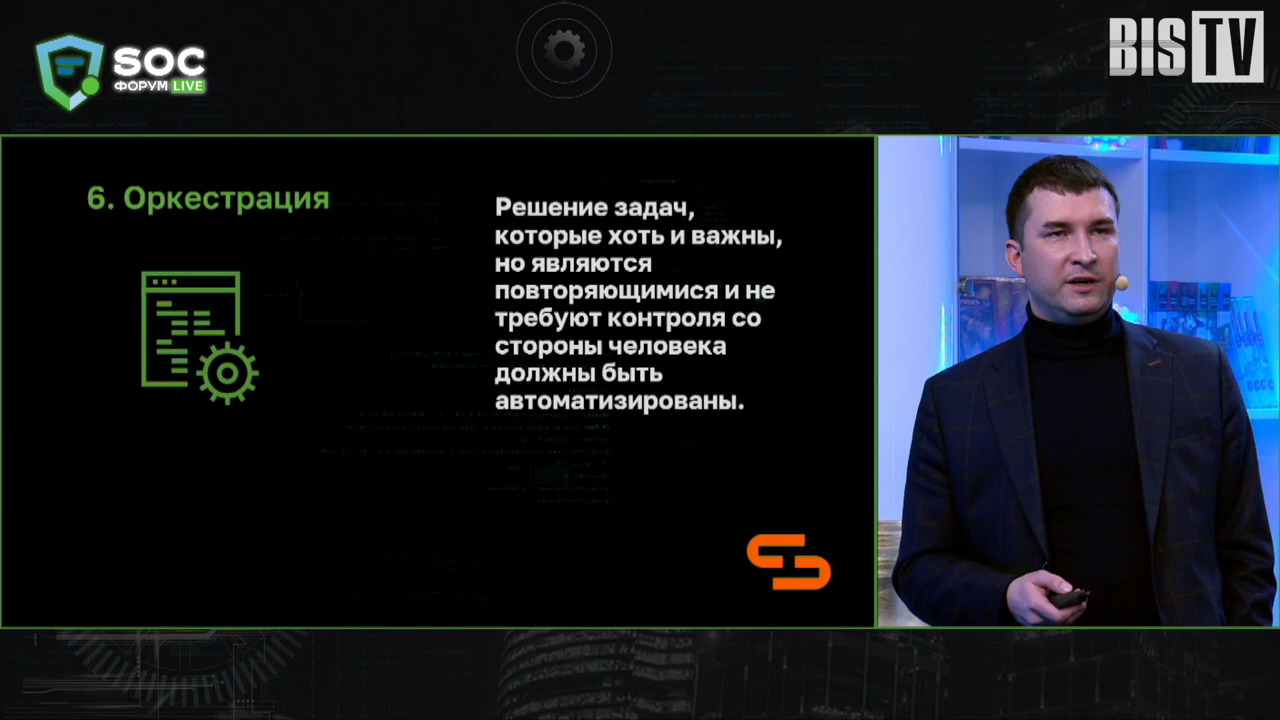 SOC
ФОРУМ LIVE
BIS TV
6. Оркестрация
Решение задач,
которые хоть и важны,
но являются
повторяющимися и не
требуют контроля со
стороны человека
должны быть
автоматизированы.